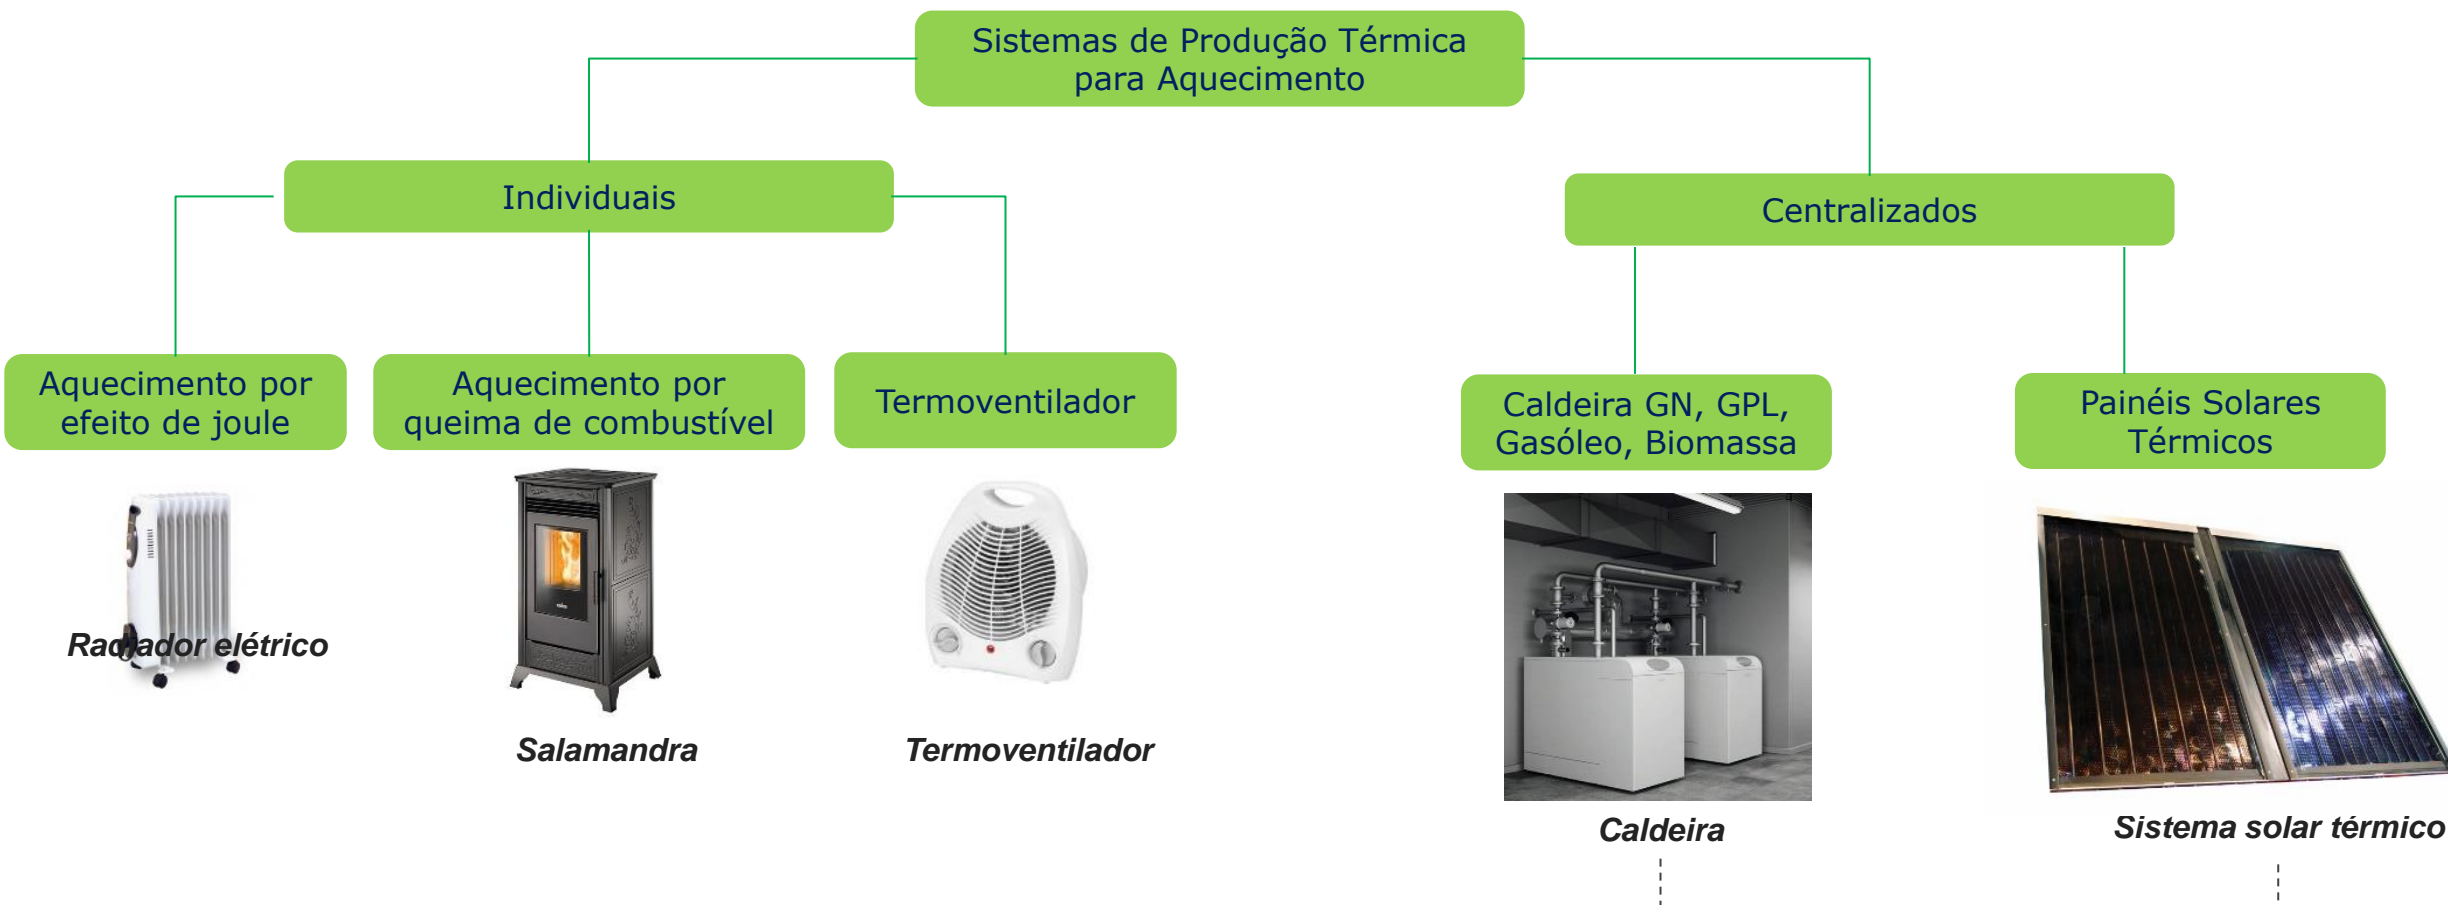 Sistemas de Produção Térmica
para Aquecimento
Individuais
Centralizados
Aquecimento por
efeito de joule
Aquecimento por
queima de combustível
Termoventilador
Caldeira GN, GPL,
Gasóleo, Biomassa
Painéis Solares
Térmicos
Radiador elétrico
Salamandra
Termoventilador
Caldeira
Sistema solar térmico